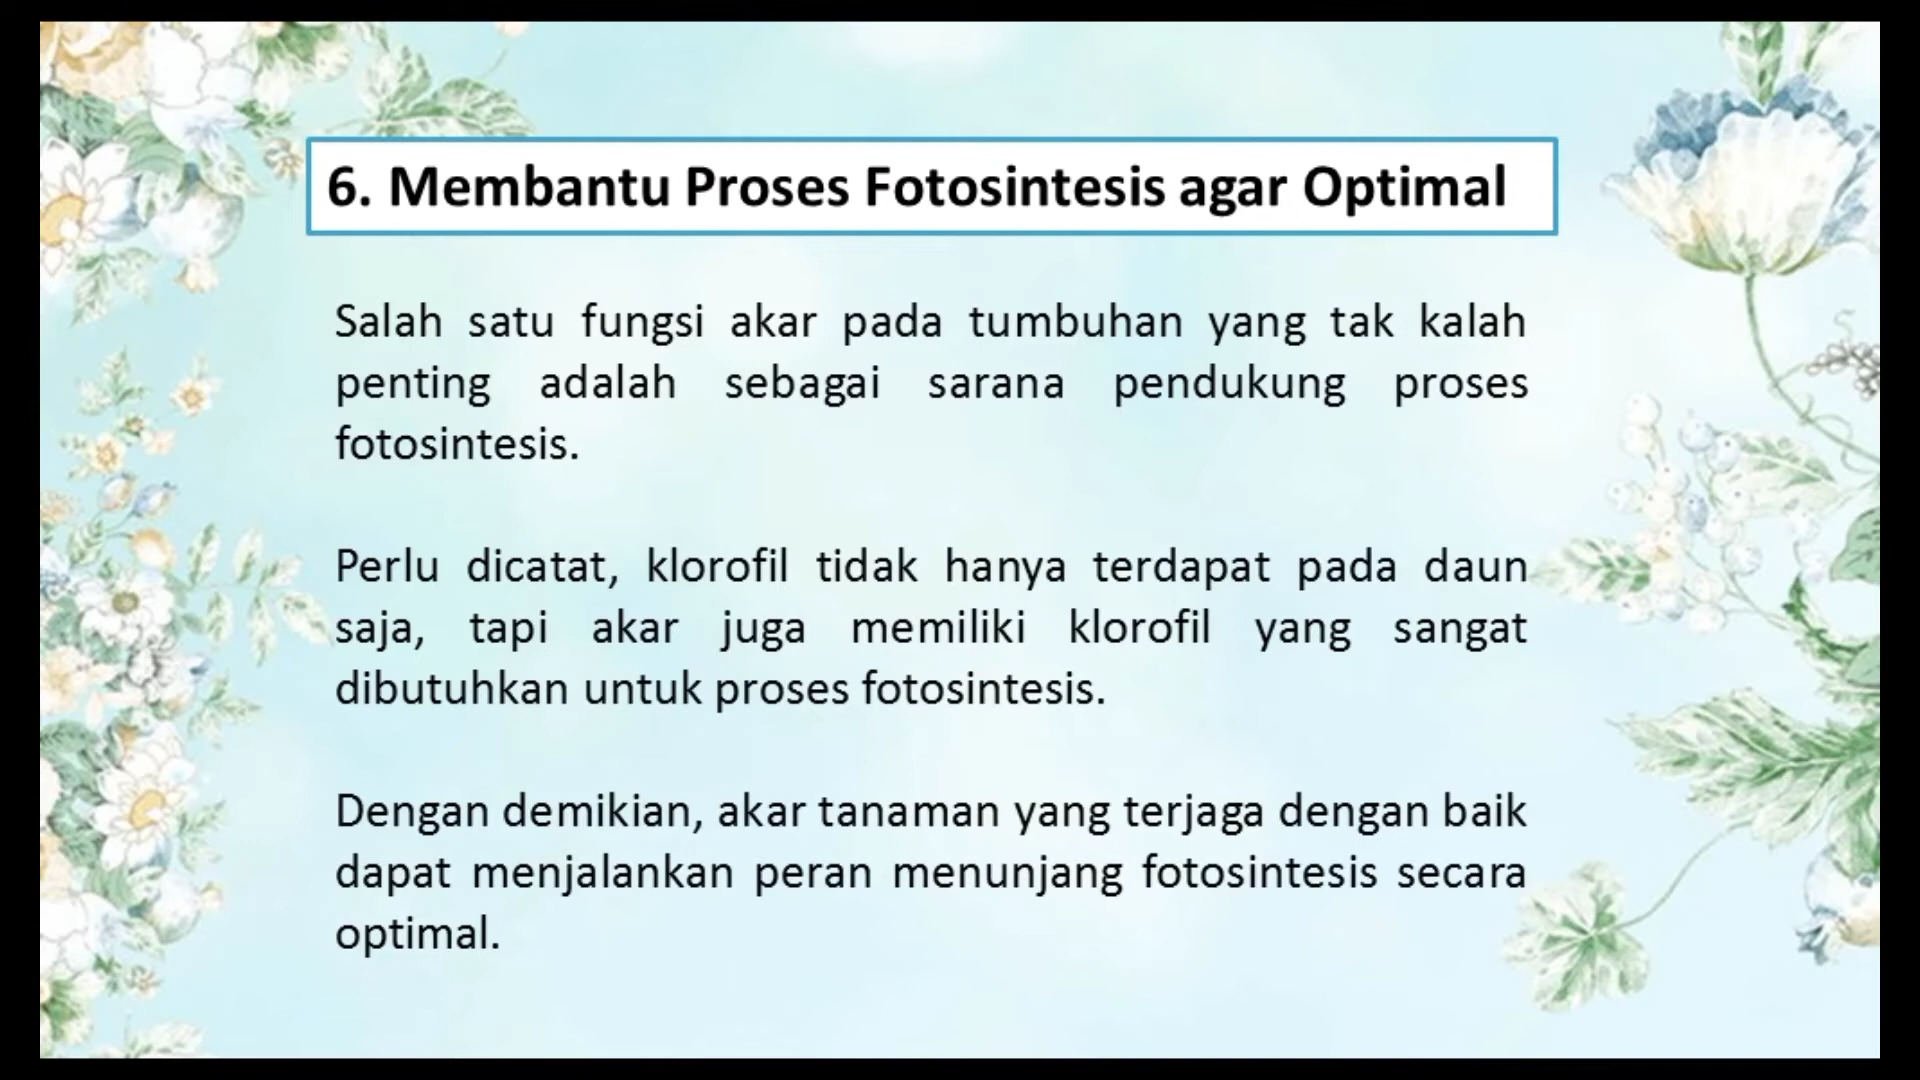 6. Membantu Proses Fotosintesis agar Optimal
Salah satu fungsi akar pada tumbuhan yang tak kalah
penting adalah sebagai sarana pendukung proses
fotosintesis.
Perlu dicatat, klorofil tidak hanya terdapat pada daun
saja, tapi akar juga memiliki klorofil yang sangat
dibutuhkan untuk proses fotosintesis.
Dengan demikian, akar tanaman yang terjaga dengan baik
dapat menjalankan peran menunjang fotosintesis secara
optimal.